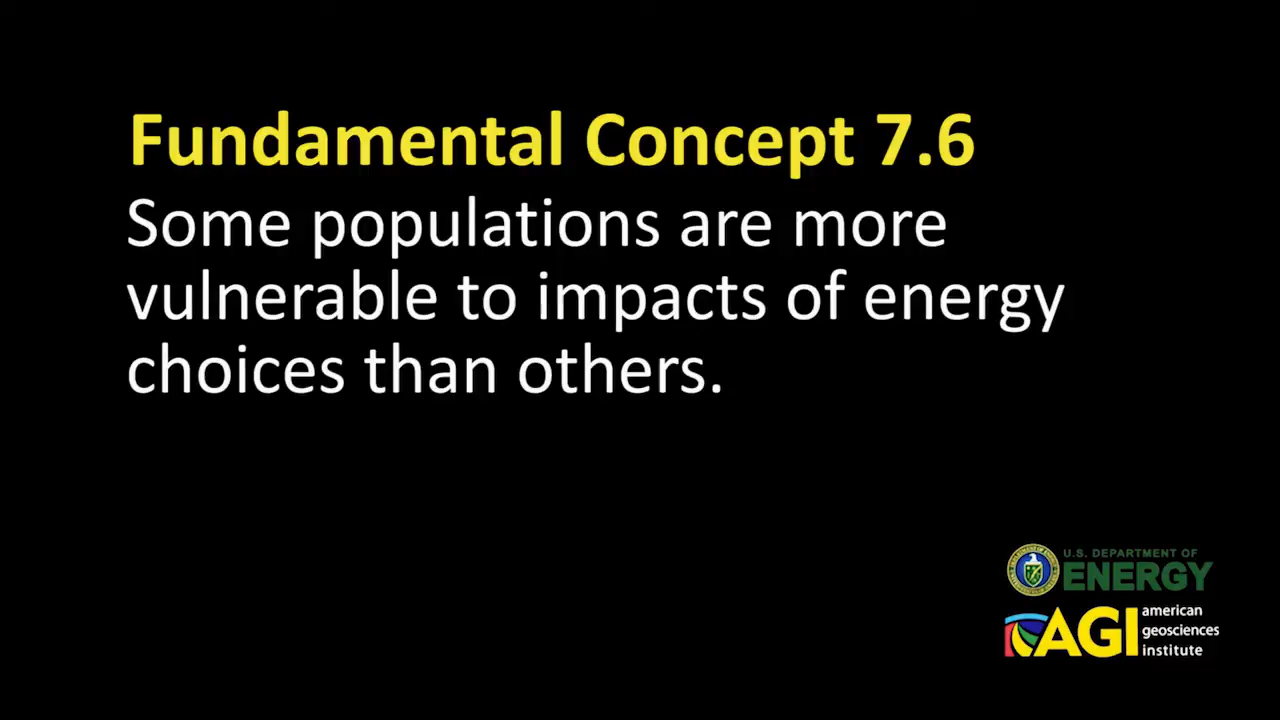 Fundamental Concept 7.6
Some populations are more
vulnerable to impacts of energy
choices than others.
U.S. DEPARTMENT OF
ENERGY
AGI
american
geosciences
institute